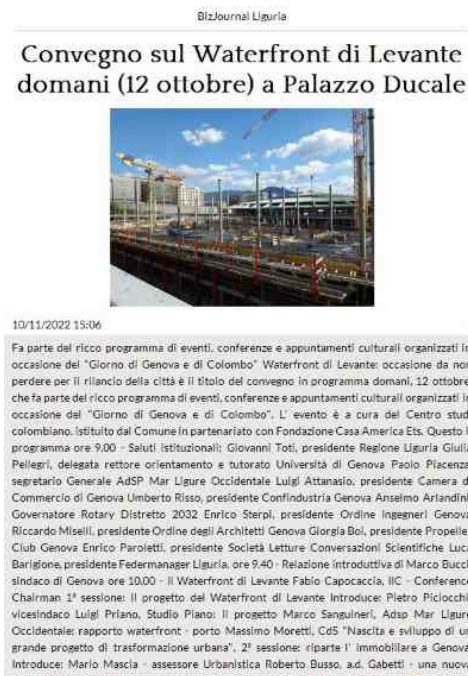 BizJournal Liguria
Convegno sul Waterfront di Levante
domani (12 ottobre) a Palazzo Ducale
10/11/2022 15:06
Fa parte del ricco programma di eventi, conferenze e appuntamenti culturali organizzati in
occasione del "Giorno di Genova e di Colombo" Waterfront di Levante: occasione da non
perdere per il rilancio della città è il titolo del convegno in programma domani, 12 ottobre
che fa parte del ricco programma di eventi, conferenze e appuntamenti culturali organizzati in
occasione del "Giorno di Genova e di Colombo". L' evento è a cura del Centro studi
colombiano, istituito dal Comune in partenariato con Fondazione Casa America Ets. Questo il
programma ore 9.00 - Saluti istituzionali: Giovanni Toti, presidente Regione Liguria Giulia
Pellegri, delegata rettore orientamento e tutorato Università di Genova Paolo Piacenza
segretario Generale AdSP Mar Ligure Occidentale Luigi Attanasio, presidente Camera di
Commercio di Genova Umberto Risso, presidente Confindustria Genova Anselmo Arlandini
Governatore Rotary Distretto 2032 Enrico Sterpi, presidente Ordine Ingegneri Genova
Riccardo Miselli, presidente Ordine degli Architetti Genova Giorgia Boi, presidente Propeller
Club Genova Enrico Paroletti, presidente Società Letture Conversazioni Scientifiche Luca
Barigione, presidente Federmanager Liguria. ore 9.40 - Relazione introduttiva di Marco Bucci
sindaco di Genova ore 10.00 - Il Waterfront di Levante Fabio Capocaccia, IIC - Conference
Chairman 1ª sessione: Il progetto del Waterfront di Levante Introduce: Pietro Piciocchi
vicesindaco Luigi Priano, Studio Piano: il progetto Marco Sanguineri, Adsp Mar Ligure
Occidentale: rapporto waterfront - porto Massimo Moretti, CdS "Nascita e sviluppo di un
grande progetto di trasformazione urbana". 2ª sessione: riparte l' immobiliare a Genova
Introduce: Mario Mascia - assessore Urbanistica Roberto Busso, a.d. Gabetti - una nuova